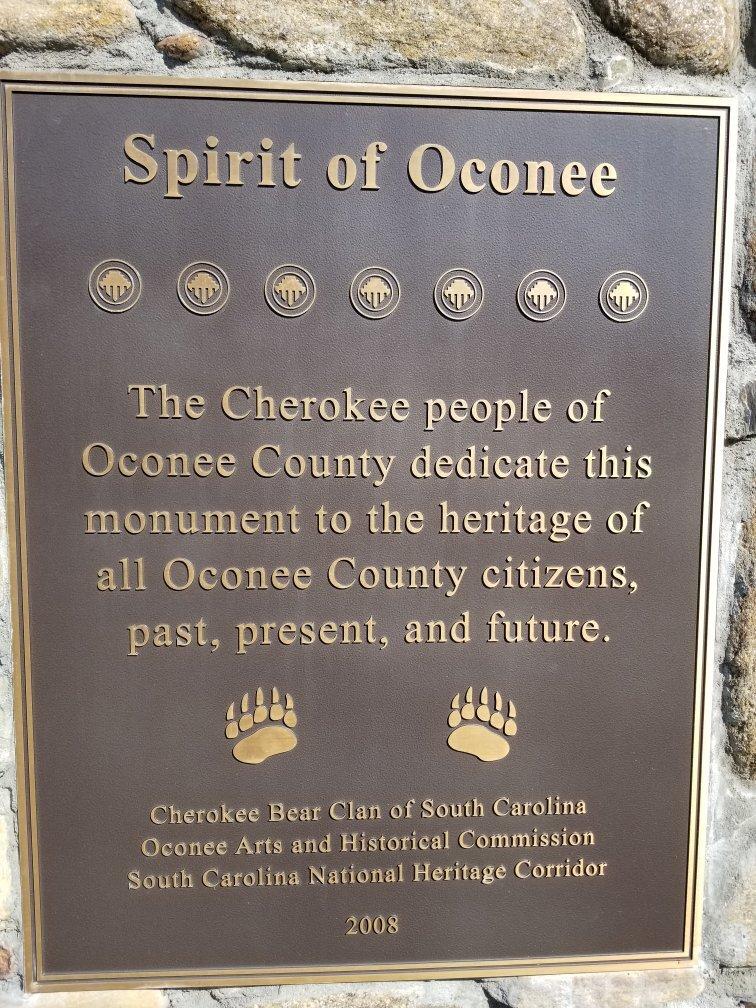 Spirit of Oconee
The Cherokee people of
Oconee County dedicate this
monument to the heritage of
all Oconee County citizens,
past, present, and future.
Cherokee Bear Clan of South Carolina
Oconee Arts and Historical Commission
South Carolina National Heritage Corridor
2008